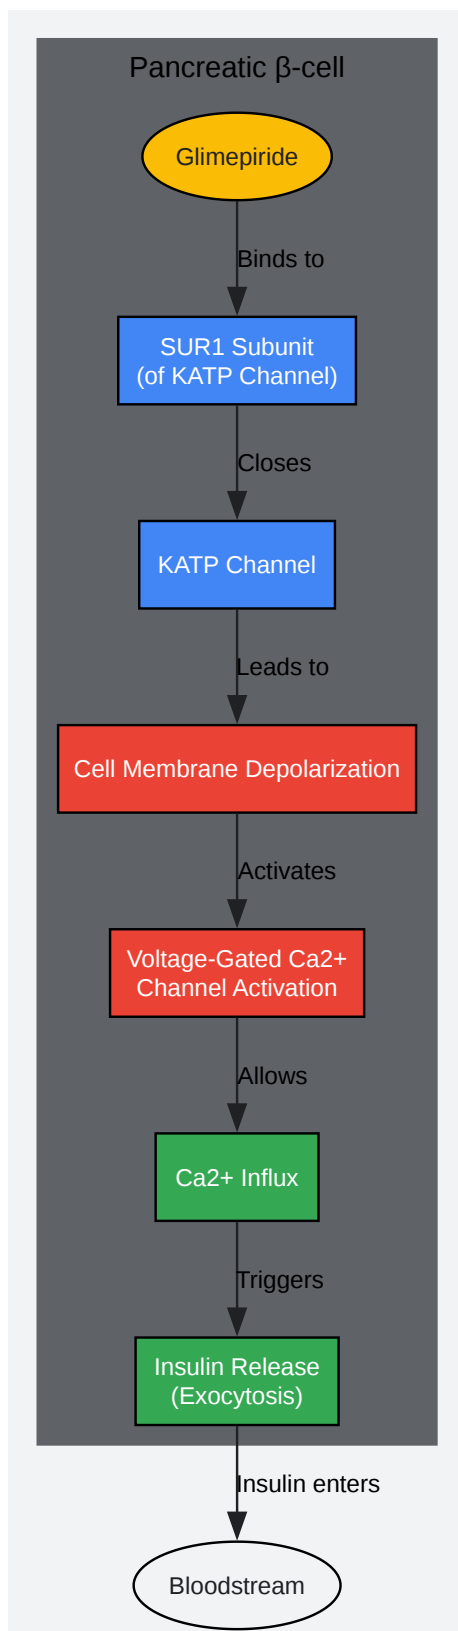 Pancreatic β-cell
Glimepiride
Binds to
SUR1 Subunit
(of KATP Channel)
Closes
KATP Channel
Leads to
Cell Membrane Depolarization
Activates
Voltage-Gated Ca2+
Channel Activation
Allows
Ca2+ Influx
Triggers
Insulin Release
(Exocytosis)
Insulin enters
Bloodstream